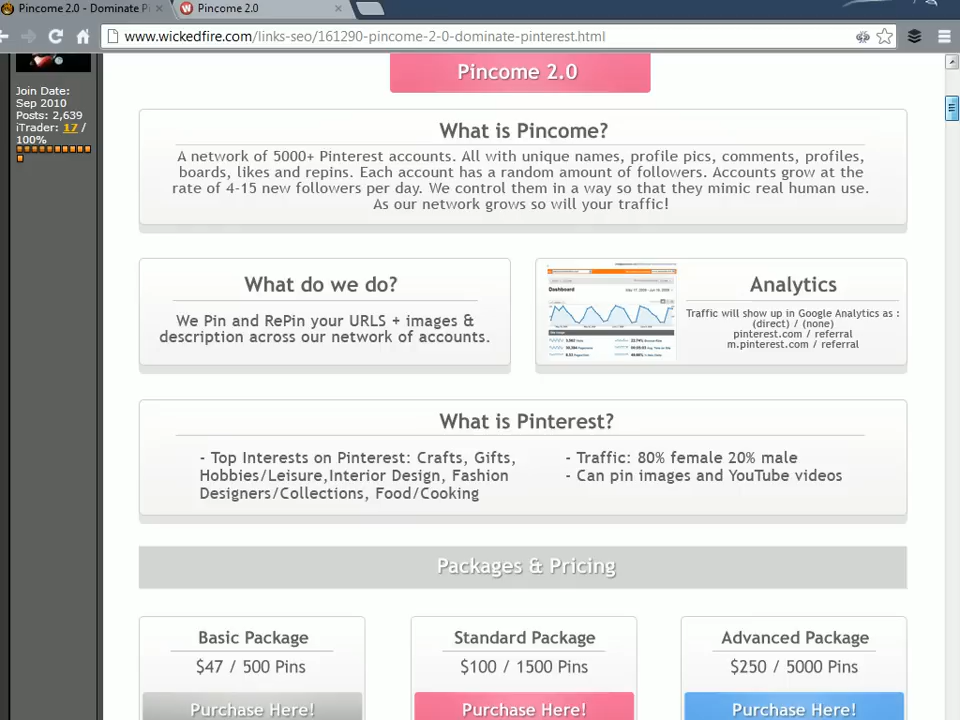 Pincome 2.0 - Dominate P
Pincome 2.0
www.wickedfire.com/links-seo/161290-pincome-2-0-dominate-pinterest.html
Join Date:
Sep 2010
Posts: 2,639
iTrader: 17 /
100%
Pincome 2.0
What is Pincome?
A network of 5000+ Pinterest accounts. All with unique names, profile pics, comments, profiles,
boards, likes and repins. Each account has a random amount of followers. Accounts grow at the
rate of 4-15 new followers per day. We control them in a way so that they mimic real human use.
As our network grows so will your traffic!
What do we do?
We Pin and RePin your URLS + images &
description across our network of accounts.
Dashboard
Analytics
Traffic will show up in Google Analytics as :
(direct) / (none)
pinterest.com / referral
m.pinterest.com / referral
What is Pinterest?
- Top Interests on Pinterest: Crafts, Gifts,
Hobbies/Leisure,Interior Design, Fashion
Designers/Collections, Food/Cooking
- Traffic: 80% female 20% male
- Can pin images and YouTube videos
Packages & Pricing
Basic Package
$47 / 500 Pins
Purchase Here!
Standard Package
$100 / 1500 Pins
Purchase Here!
Advanced Package
$250 / 5000 Pins
Purchase Here!